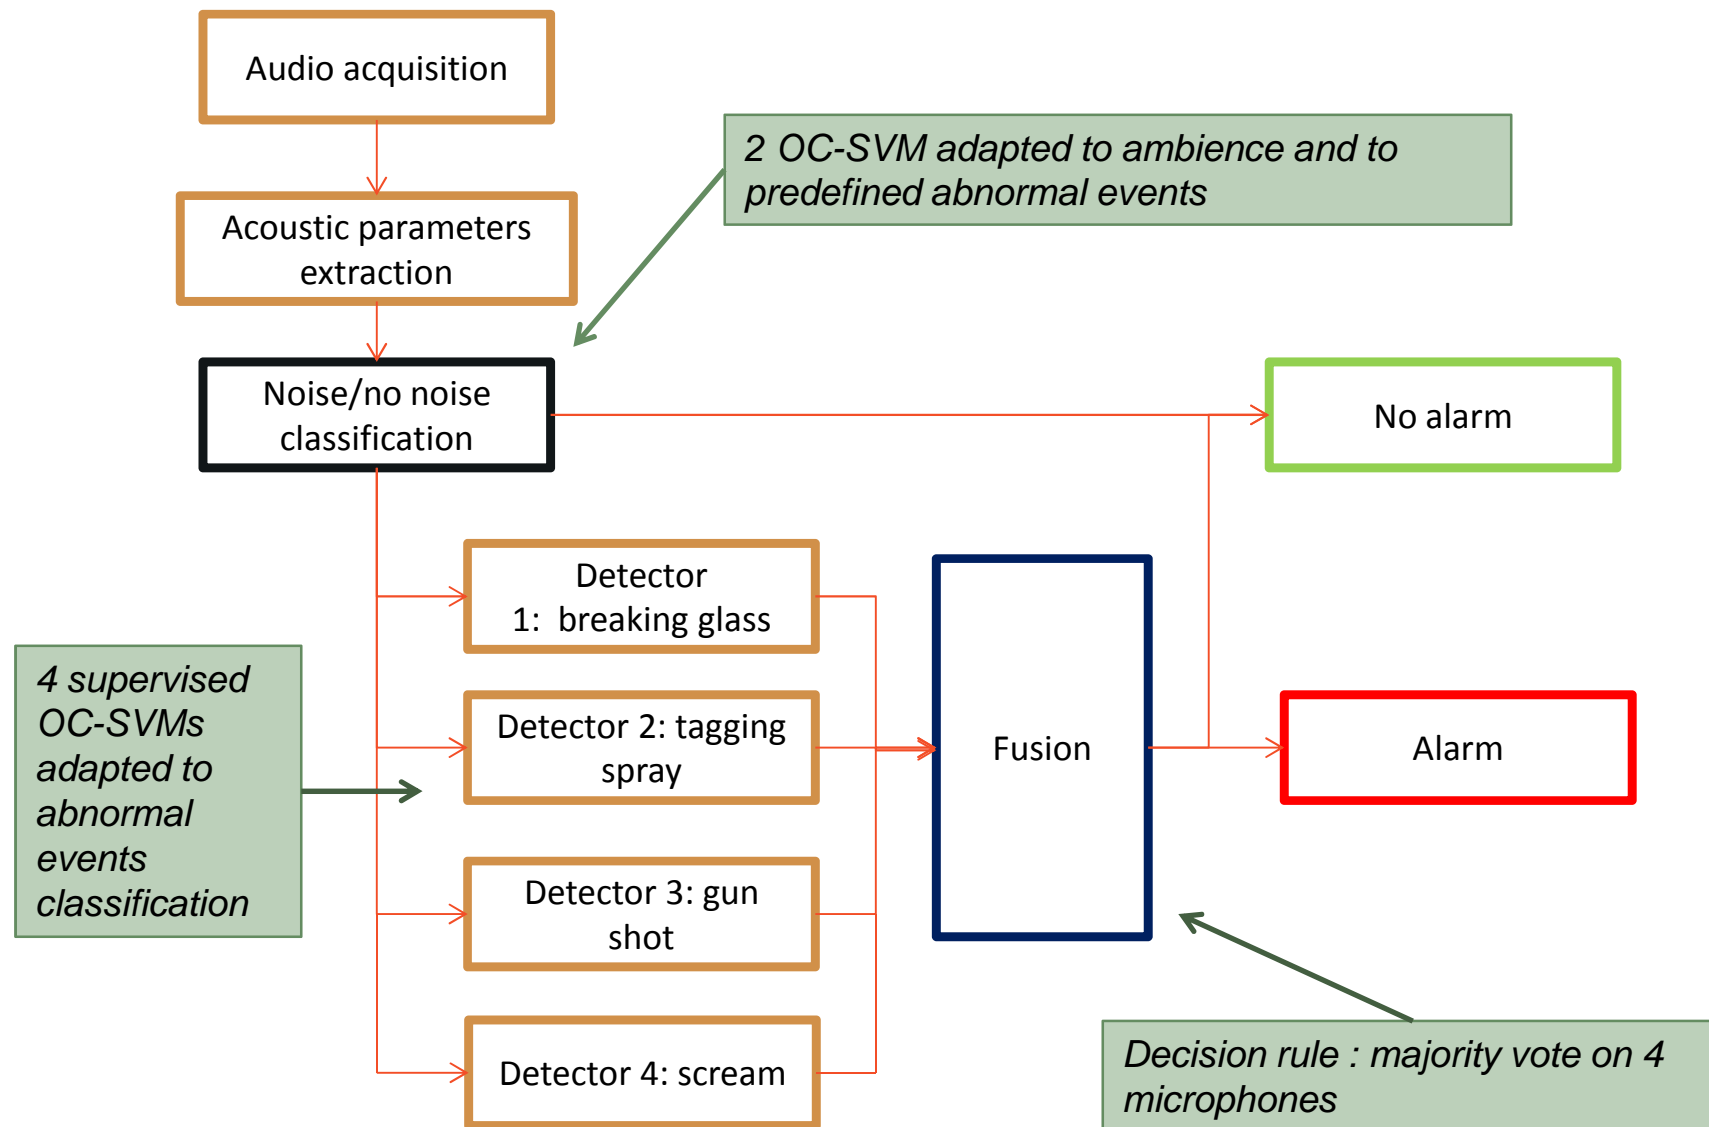 Audio acquisition
2 OC-SVM adapted to ambience and to
predefined abnormal events
Acoustic parameters
extraction
Noise/no noise
classification
No alarm
Detector
1: breaking glass
4 supervised
OC-SVMs
adapted to
abnormal
events
classification
Detector 2: tagging
spray
Fusion
Alarm
Detector 3: gun
shot
Detector 4: scream
Decision rule : majority vote on 4
microphones